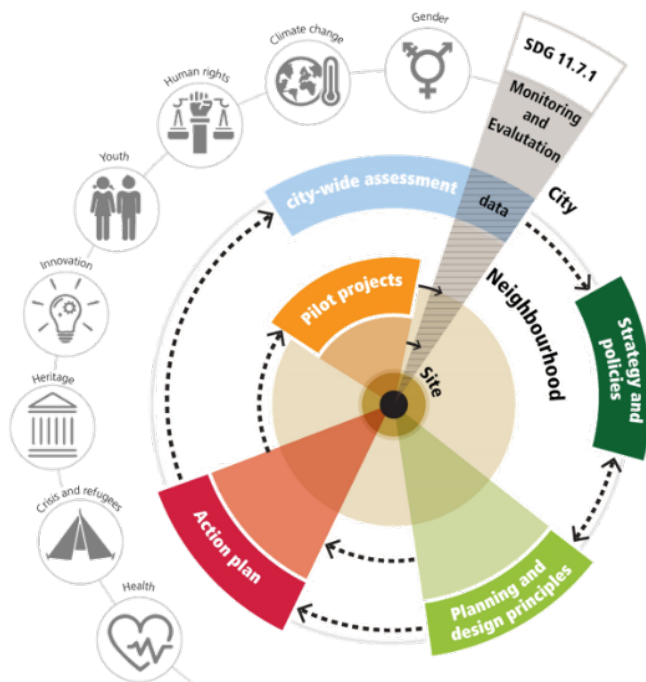 Gender
Climate change
Human rights
Youth
Innovation
Heritage
Crisis and refugees
Health
SDG 11.7.1
Monitoring
and
Evalutation
city-wide assessment
data
City
Neighbourhood
Site
Pilot projects
Strategy and
policies
Planning and
design principles
Action plan